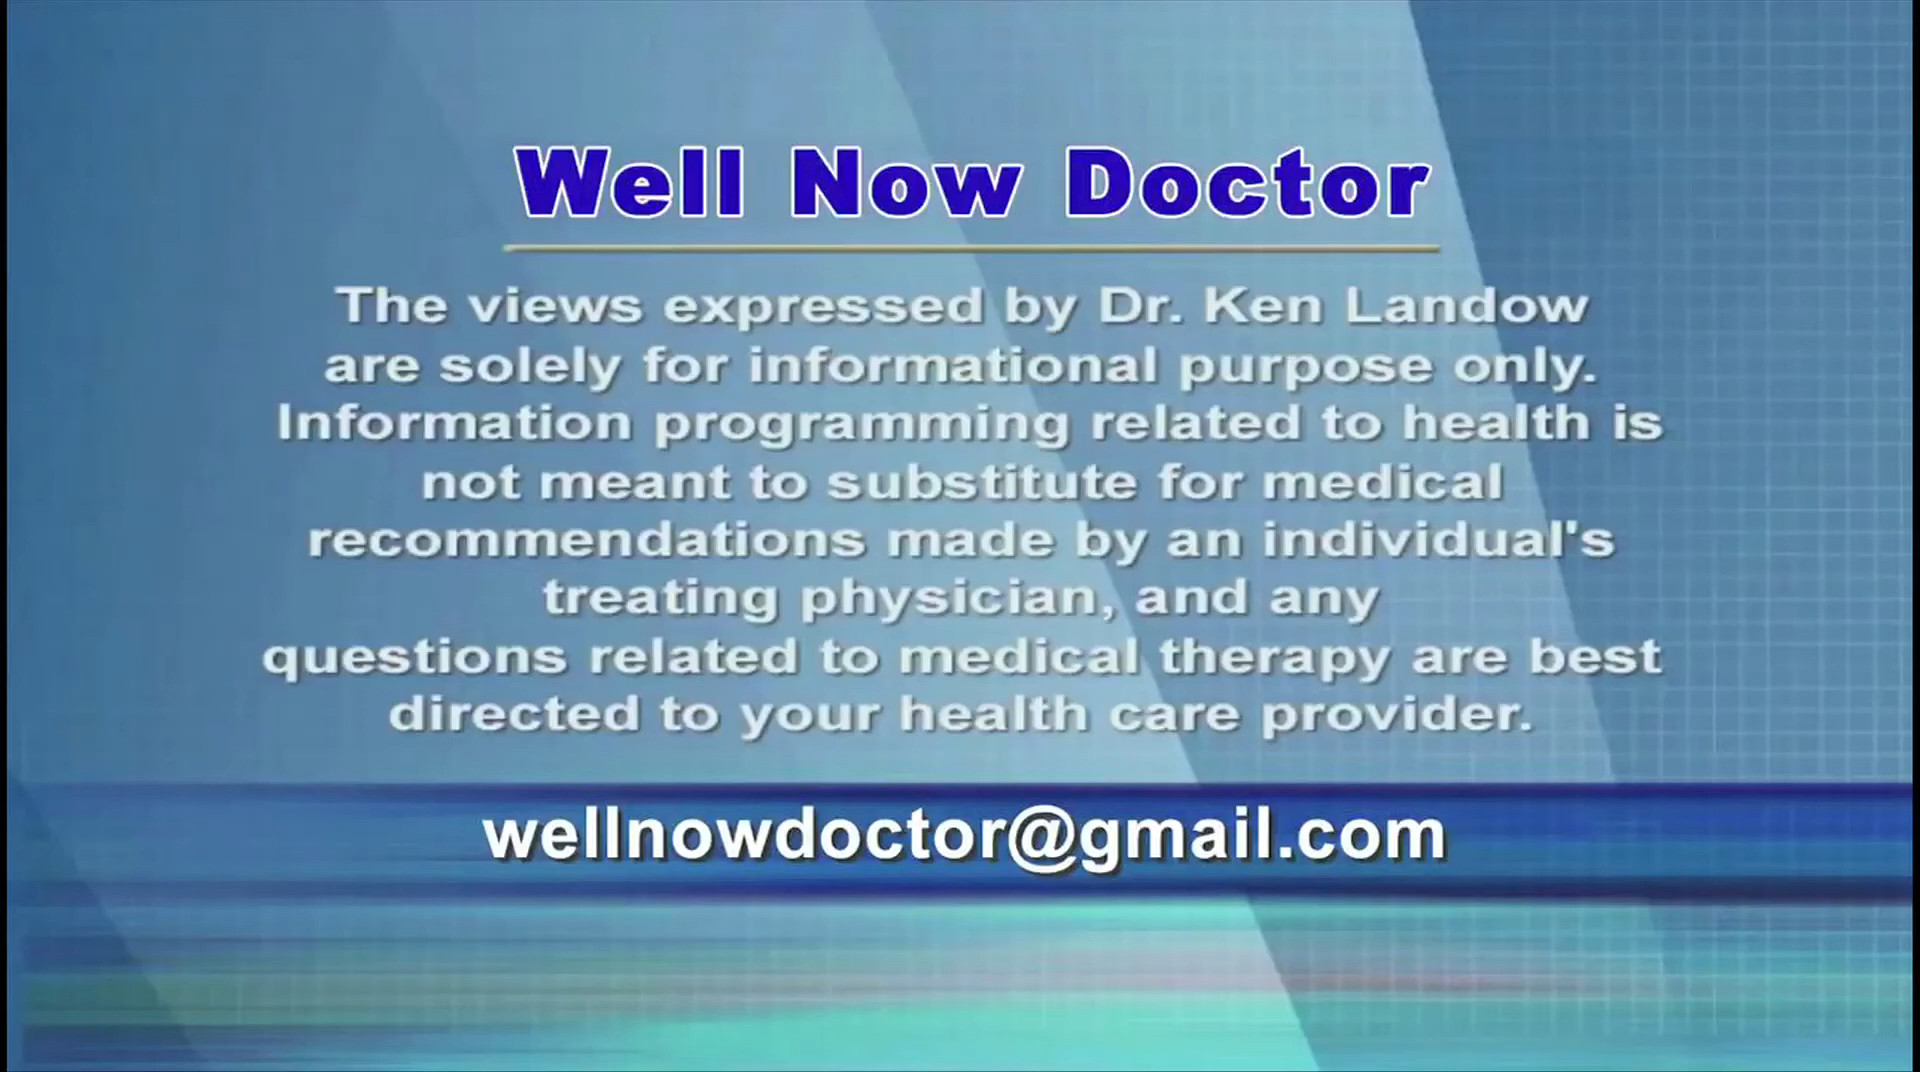 Well Now Doctor
The views expressed by Dr. Ken Landow
are solely for informational purpose only.
Information programming related to health is
not meant to substitute for medical
recommendations made by an individual's
treating physician, and any
questions related to medical therapy are best
directed to your health care provider.
wellnowdoctor@gmail.com